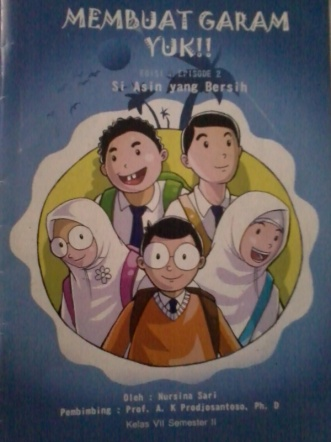 MEMBUAT GARAM
YUK!!
EDISI : EPISODE 2
Si Asin yang Bersih
Oleh : Nursina Sari
Pembimbing : Prof. A. K Prodjosantoso, Ph. D
Kelas VII Semester II